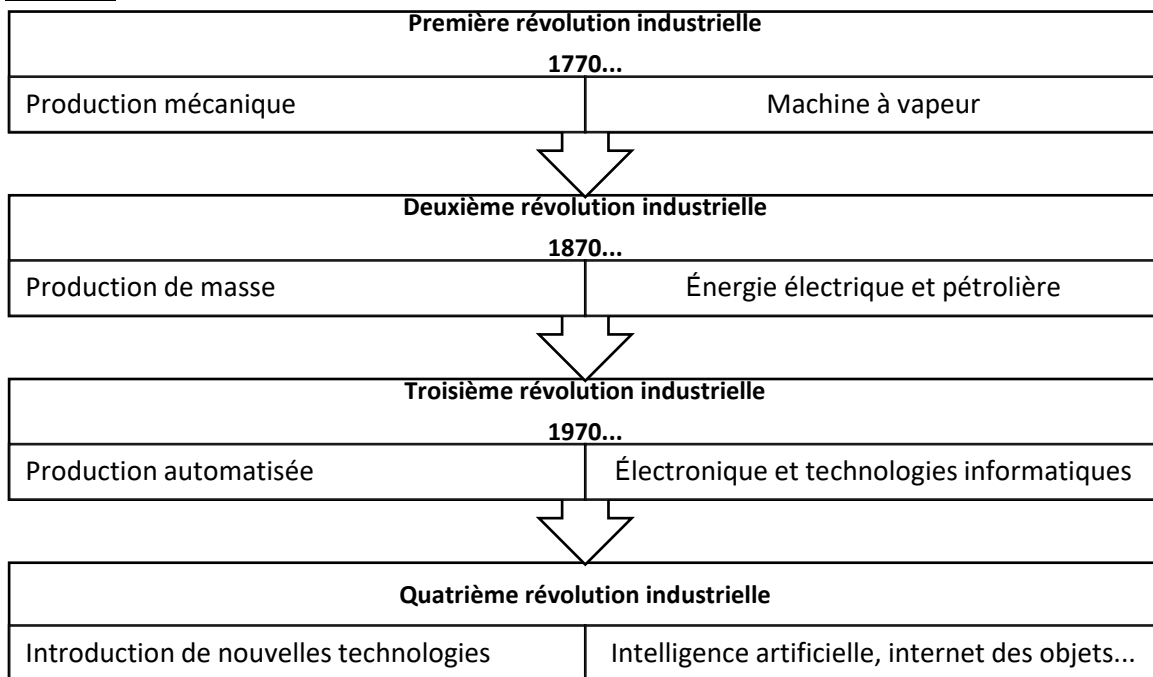 Première révolution industrielle
1770...
Production mécanique
Machine à vapeur
Deuxième révolution industrielle
1870...
Production de masse
Énergie électrique et pétrolière
Troisième révolution industrielle
1970...
Production automatisée
Électronique et technologies informatiques
Quatrième révolution industrielle
Introduction de nouvelles technologies
Intelligence artificielle, internet des objets...